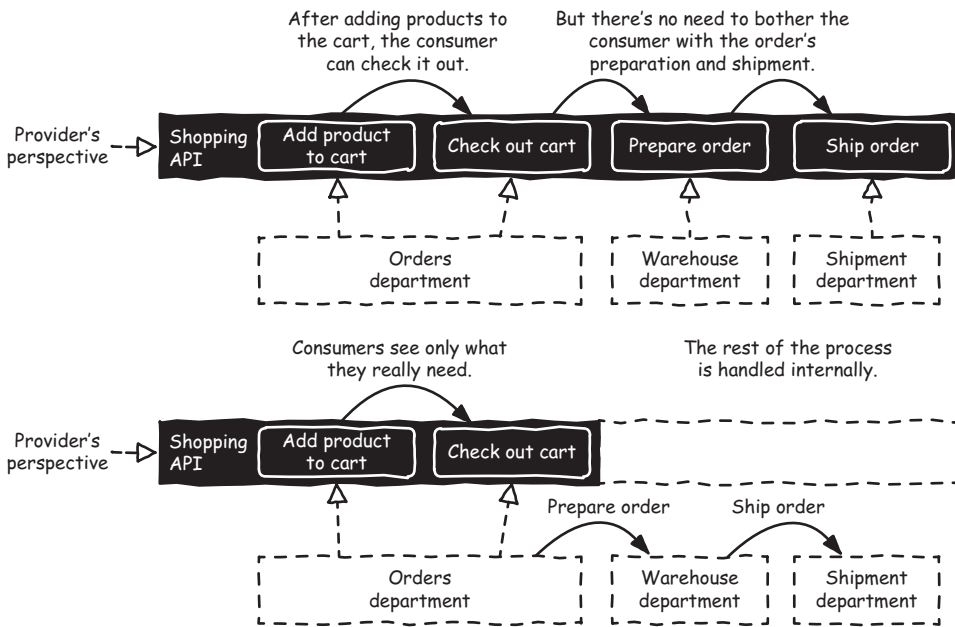 After adding products to
the cart, the consumer
can check it out.
But there's no need to bother the
consumer with the order's
preparation and shipment.
Provider's
perspective
Shopping
API
Add product
to cart
Check out cart
Prepare order
Ship order
Orders
department
Warehouse
department
Shipment
department
Consumers see only what
they really need.
The rest of the process
is handled internally.
Provider's
perspective
Shopping
API
Add product
to cart
Check out cart
Prepare order
Ship order
Orders
department
Warehouse
department
Shipment
department